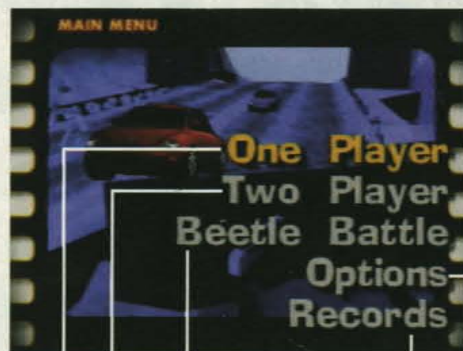 MAIN MENU
One Player
Two Player
Beetle Battle
Options
Records